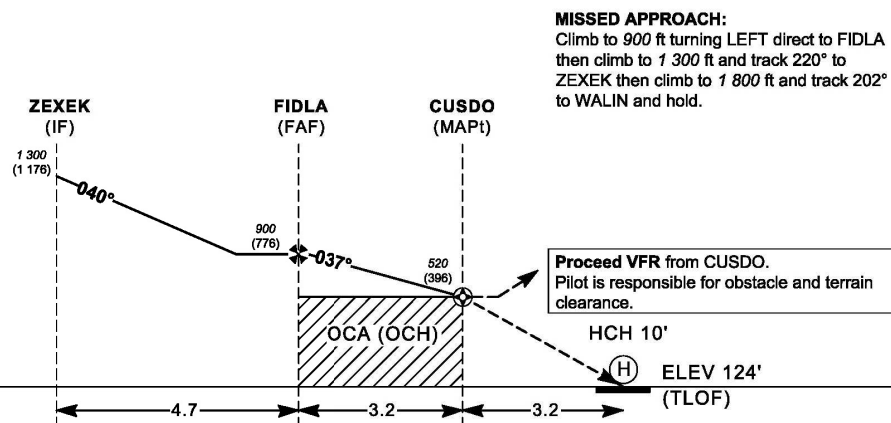 MISSED APPROACH:
Climb to 900 ft turning LEFT direct to FIDLA
then climb to 1 300 ft and track 220° to
ZEXEK then climb to 1 800 ft and track 202°
to WALIN and hold.
ZEXEK
(IF)
FIDLA
(FAF)
CUSDO
(MAPt)
1 300
(1 176)
040°
900
(776)
037°
520
(396)
Proceed VFR from CUSDO.
Pilot is responsible for obstacle and terrain
clearance.
OCA (OCH)
HCH 10'
H
ELEV 124'
(TLOF)
4.7
3.2
3.2